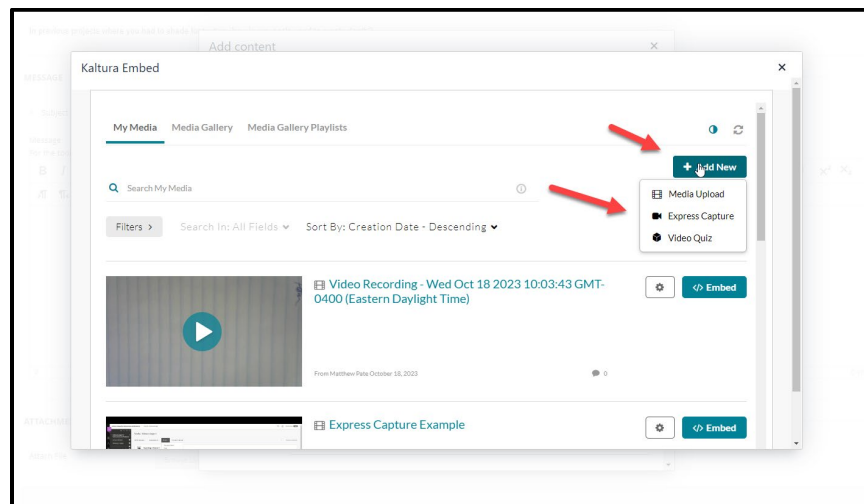 Add content
Kaltura Embed
MESSAGE
My Media Media Gallery Media Gallery Playlists
+ Add New
Search My Media
Media Upload
Express Capture
Video Quiz
Filters > Search In: All Fields Sort By: Creation Date - Descending
Video Recording - Wed Oct 18 2023 10:03:43 GMT-
0400 (Eastern Daylight Time)
</> Embed
From Matthew Pate October 18, 2023 0
Express Capture Example
</> Embed